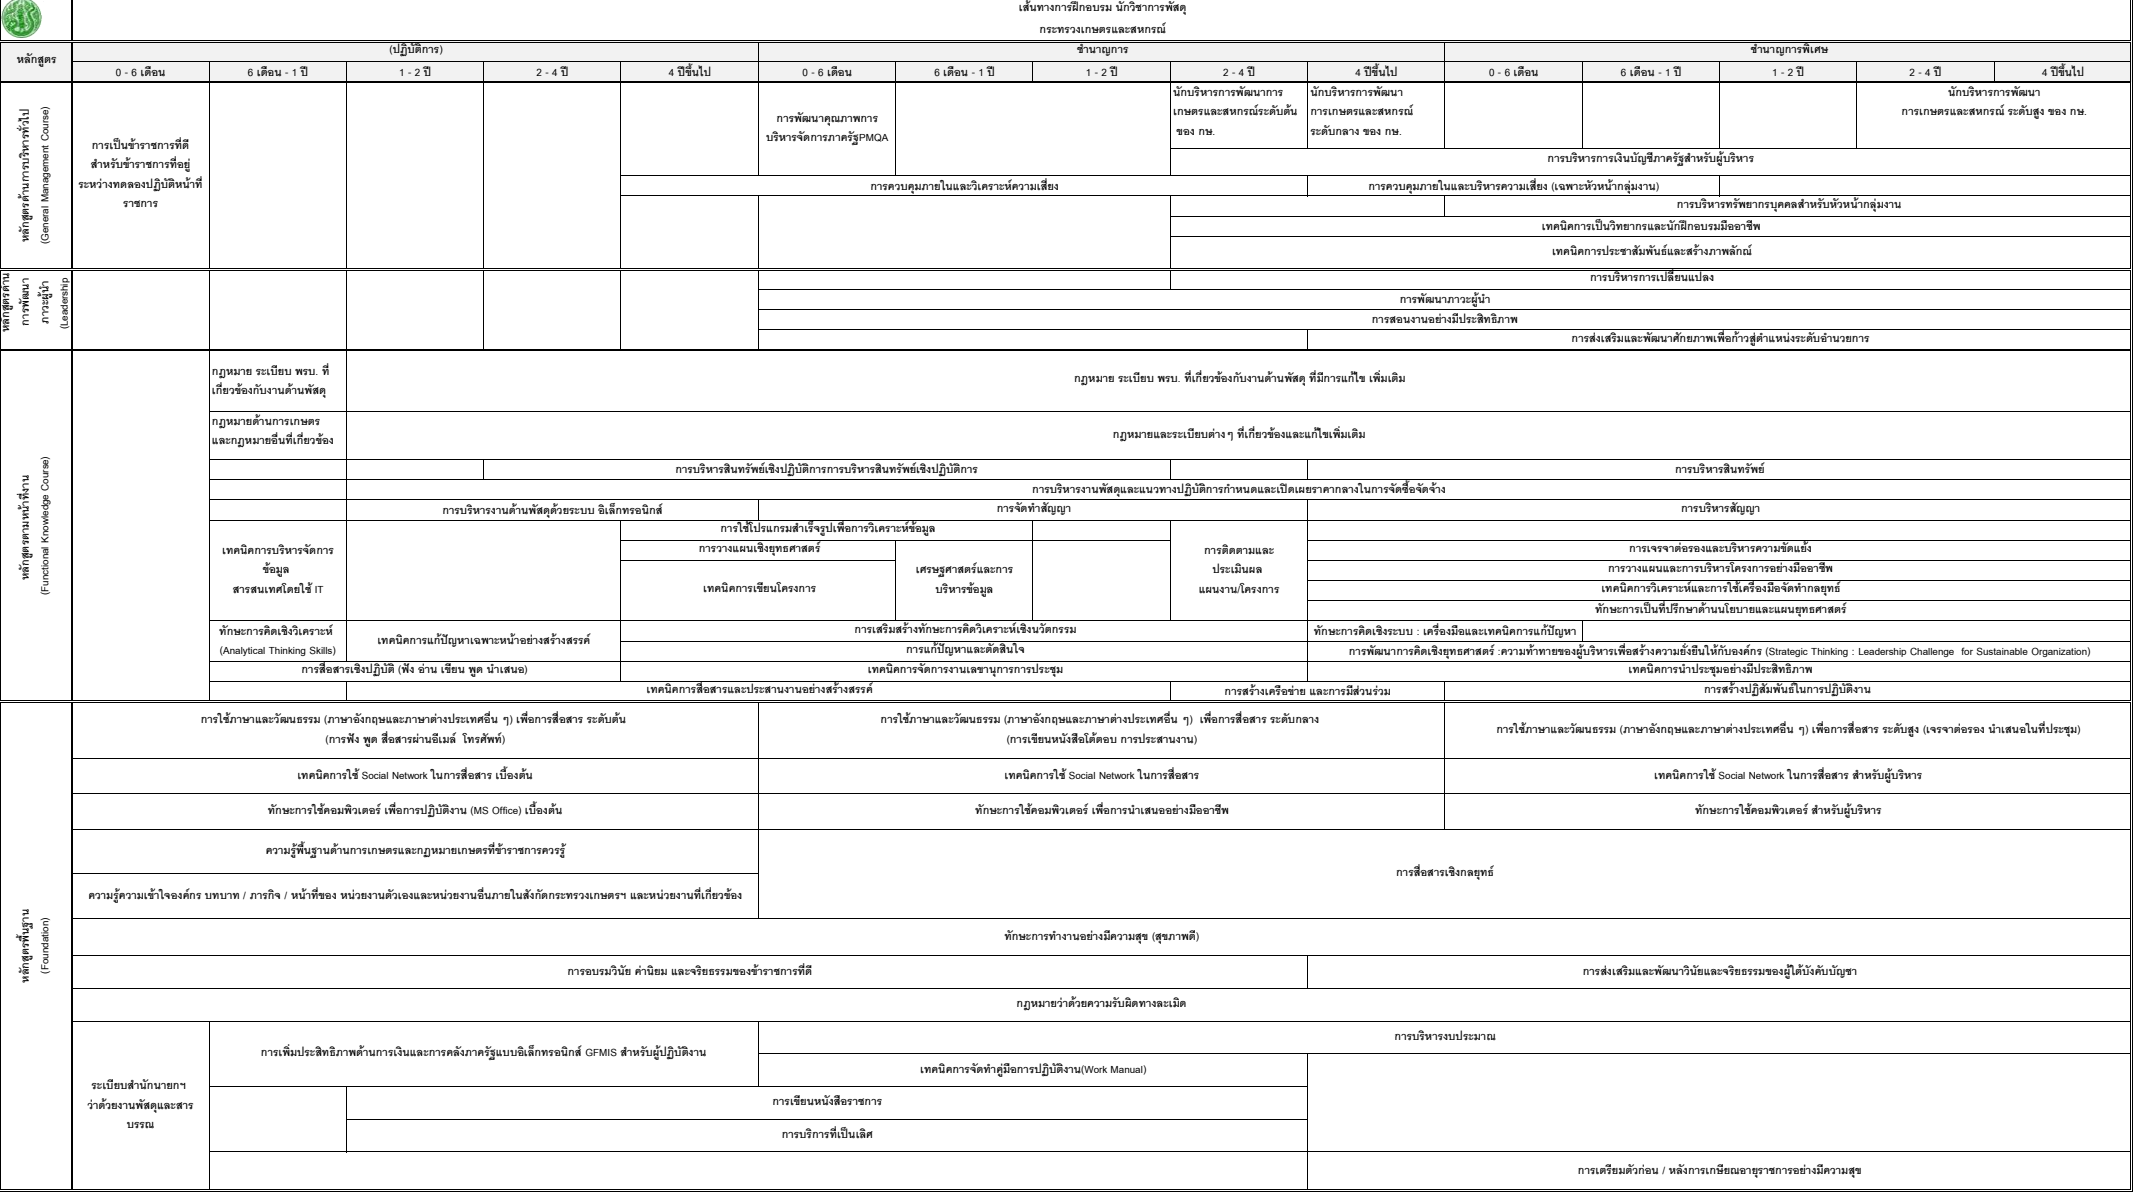 เส้นทางการฝึกอบรม นักวิชาการพัสดุ
กระทรวงเกษตรและสหกรณ์
หลักสูตร
(ปฏิบัติการ)
ชำนาญการ
ชำนาญการพิเศษ
0 - 6 เดือน
6 เดือน - 1 ปี
1 - 2 ปี
2 - 4 ปี
4 ปีขึ้นไป
0 - 6 เดือน
6 เดือน - 1 ปี
1 - 2 ปี
2 - 4 ปี
4 ปีขึ้นไป
0 - 6 เดือน
6 เดือน - 1 ปี
1 - 2 ปี
2 - 4 ปี
4 ปีขึ้นไป
หลักสูตรด้านการบริหารทั่วไป
(General Management Course)
การเป็นข้าราชการที่ดี
สำหรับข้าราชการที่อยู่
ระหว่างทดลองปฏิบัติหน้าที่
ราชการ
การพัฒนาคุณภาพการ
บริหารจัดการภาครัฐPMQA
นักบริหารการพัฒนาการ
เกษตรและสหกรณ์ระดับต้น
ของ กษ.
นักบริหารการพัฒนา
การเกษตรและสหกรณ์
ระดับกลาง ของ กษ.
นักบริหารการพัฒนา
การเกษตรและสหกรณ์ ระดับสูง ของ กษ.
การบริหารการเงินบัญชีภาครัฐสำหรับผู้บริหาร
การควบคุมภายในและวิเคราะห์ความเสี่ยง
การควบคุมภายในและบริหารความเสี่ยง (เฉพาะหัวหน้ากลุ่มงาน)
การบริหารทรัพยากรบุคคลสำหรับหัวหน้ากลุ่มงาน
เทคนิคการเป็นวิทยากรและนักฝึกอบรมมืออาชีพ
เทคนิคการประชาสัมพันธ์และสร้างภาพลักณ์
หลักสูตรด้าน
การพัฒนา
ภาวะผู้นำ
(Leadership
การบริหารการเปลี่ยนแปลง
การพัฒนาภาวะผู้นำ
การสอนงานอย่างมีประสิทธิภาพ
การส่งเสริมและพัฒนาศักยภาพเพื่อก้าวสู่ตำแหน่งระดับอำนวยการ
หลักสูตรตามหน้าที่งาน
(Functional Knowledge Course)
กฎหมาย ระเบียบ พรบ. ที่
เกี่ยวข้องกับงานด้านพัสดุ
กฎหมาย ระเบียบ พรบ. ที่เกี่ยวข้องกับงานด้านพัสดุ ที่มีการแก้ไข เพิ่มเติม
กฎหมายด้านการเกษตร
และกฎหมายอื่นที่เกี่ยวข้อง
กฎหมายและระเบียบต่าง ๆ ที่เกี่ยวข้องและแก้ไขเพิ่มเติม
การบริหารสินทรัพย์เชิงปฏิบัติการการบริหารสินทรัพย์เชิงปฏิบัติการ
การบริหารสินทรัพย์
การบริหารงานพัสดุและแนวทางปฏิบัติการกำหนดและเปิดเผยราคากลางในการจัดซื้อจัดจ้าง
การบริหารงานด้านพัสดุด้วยระบบ อิเล็กทรอนิกส์
การจัดทำสัญญา
การบริหารสัญญา
เทคนิคการบริหารจัดการ
ข้อมูล
สารสนเทศโดยใช้ IT
การใช้โปรแกรมสำเร็จรูปเพื่อการวิเคราะห์ข้อมูล
การวางแผนเชิงยุทธศาสตร์
เทคนิคการเขียนโครงการ
เศรษฐศาสตร์และการ
บริหารข้อมูล
การติดตามและ
ประเมินผล
แผนงาน/โครงการ
การเจรจาต่อรองและบริหารความขัดแย้ง
การวางแผนและการบริหารโครงการอย่างมืออาชีพ
เทคนิคการวิเคราะห์และการใช้เครื่องมือจัดทำกลยุทธ์
ทักษะการเป็นที่ปรึกษาด้านนโยบายและแผนยุทธศาสตร์
ทักษะการคิดเชิงวิเคราะห์
(Analytical Thinking Skills)
เทคนิคการแก้ปัญหาเฉพาะหน้าอย่างสร้างสรรค์
การเสริมสร้างทักษะการคิดวิเคราะห์เชิงนวัตกรรม
ทักษะการคิดเชิงระบบ : เครื่องมือและเทคนิคการแก้ปัญหา
การแก้ปัญหาและตัดสินใจ
การพัฒนาการคิดเชิงยุทธศาสตร์ :ความท้าทายของผู้บริหารเพื่อสร้างความยั่งยืนให้กับองค์กร (Strategic Thinking : Leadership Challenge for Sustainable Organization)
การสื่อสารเชิงปฏิบัติ (ฟัง อ่าน เขียน พูด นำเสนอ)
เทคนิคการจัดการงานเลขานุการการประชุม
เทคนิคการนำประชุมอย่างมีประสิทธิภาพ
เทคนิคการสื่อสารและประสานงานอย่างสร้างสรรค์
การสร้างเครือข่าย และการมีส่วนร่วม
การสร้างปฏิสัมพันธ์ในการปฏิบัติงาน
หลักสูตรพื้นฐาน
(Foundation)
การใช้ภาษาและวัฒนธรรม (ภาษาอังกฤษและภาษาต่างประเทศอื่น ๆ) เพื่อการสื่อสาร ระดับต้น
(การฟัง พูด สื่อสารผ่านอีเมล์ โทรศัพท์)
การใช้ภาษาและวัฒนธรรม (ภาษาอังกฤษและภาษาต่างประเทศอื่น ๆ) เพื่อการสื่อสาร ระดับกลาง
(การเขียนหนังสือโต้ตอบ การประสานงาน)
การใช้ภาษาและวัฒนธรรม (ภาษาอังกฤษและภาษาต่างประเทศอื่น ๆ) เพื่อการสื่อสาร ระดับสูง (เจรจาต่อรอง นำเสนอในที่ประชุม)
เทคนิคการใช้ Social Network ในการสื่อสาร เบื้องต้น
เทคนิคการใช้ Social Network ในการสื่อสาร
เทคนิคการใช้ Social Network ในการสื่อสาร สำหรับผู้บริหาร
ทักษะการใช้คอมพิวเตอร์ เพื่อการปฏิบัติงาน (MS Office) เบื้องต้น
ทักษะการใช้คอมพิวเตอร์ เพื่อการนำเสนออย่างมืออาชีพ
ทักษะการใช้คอมพิวเตอร์ สำหรับผู้บริหาร
ความรู้พื้นฐานด้านการเกษตรและกฎหมายเกษตรที่ข้าราชการควรรู้
การสื่อสารเชิงกลยุทธ์
ความรู้ความเข้าใจองค์กร บทบาท / ภารกิจ / หน้าที่ของ หน่วยงานตัวเองและหน่วยงานอื่นภายในสังกัดกระทรวงเกษตรฯ และหน่วยงานที่เกี่ยวข้อง
ทักษะการทำงานอย่างมีความสุข (สุขภาพดี)
การอบรมวินัย ค่านิยม และจริยธรรมของข้าราชการที่ดี
การส่งเสริมและพัฒนาวินัยและจริยธรรมของผู้ใต้บังคับบัญชา
กฎหมายว่าด้วยความรับผิดทางละเมิด
ระเบียบสำนักนายกฯ
ว่าด้วยงานพัสดุและสาร
บรรณ
การเพิ่มประสิทธิภาพด้านการเงินและการคลังภาครัฐแบบอิเล็กทรอนิกส์ GFMIS สำหรับผู้ปฏิบัติงาน
การบริหารงบประมาณ
เทคนิคการจัดทำคู่มือการปฏิบัติงาน(Work Manual)
การเขียนหนังสือราชการ
การบริการที่เป็นเลิศ
การเตรียมตัวก่อน / หลังการเกษียณอายุราชการอย่างมีความสุข